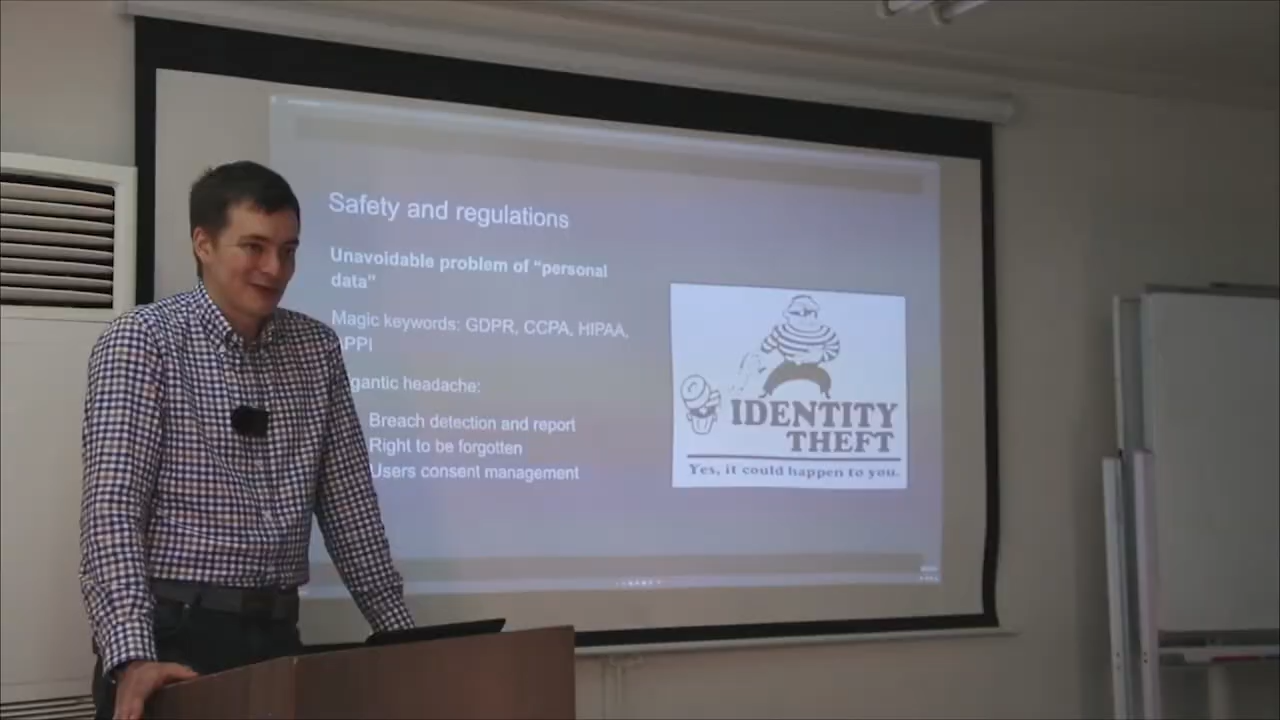 Safety and regulations
Unavoidable problem of “personal
data”
Magic keywords: GDPR, CCPA, HIPAA,
PPI
gantic headache:
Breach detection and report
Right to be forgotten
Users consent management
IDENTITY
THEFT
Yes, it could happen to you.